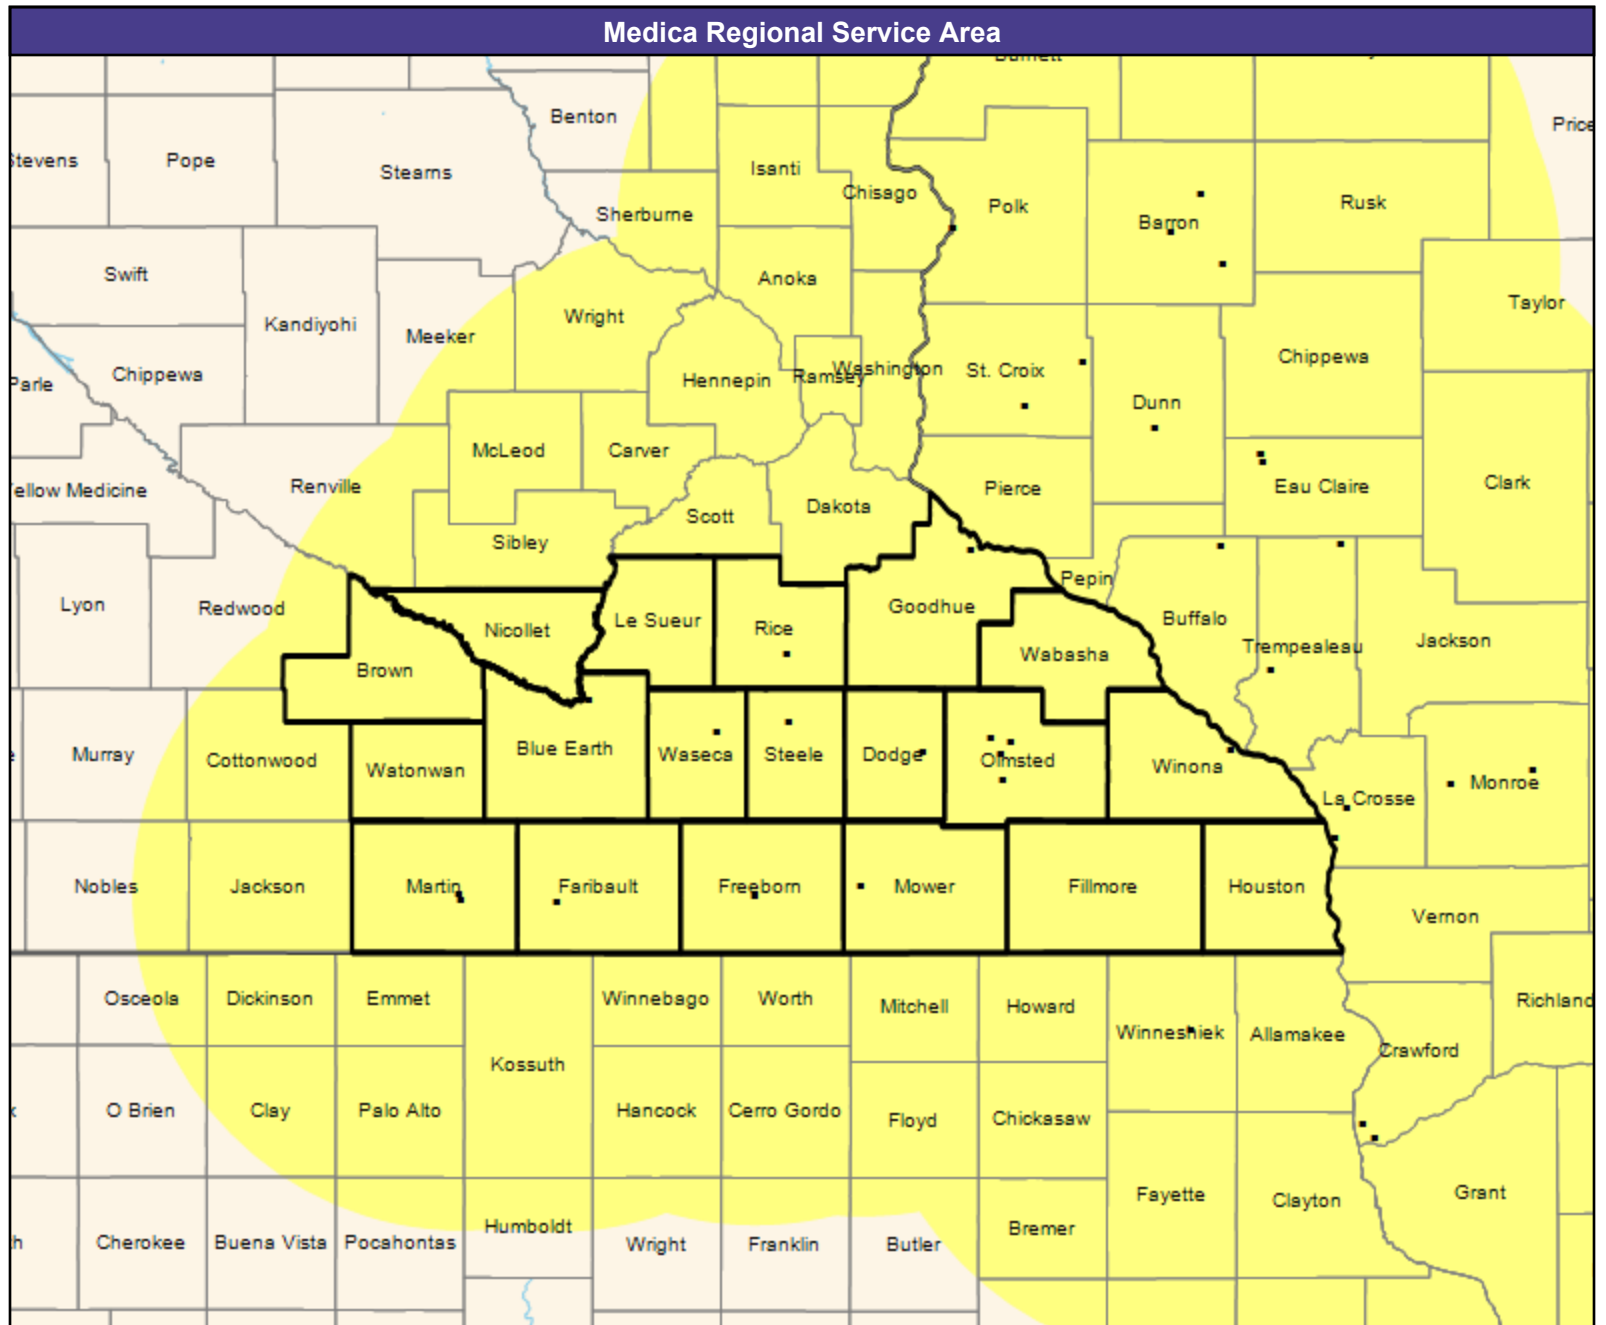 Medica Regional Service Area
Price
Benton
Stevens
Pope
Stearns
Isanti
Chisago
Polk
Barron
Rusk
Sherburne
Swift
Anoka
Taylor
Kandiyohi
Wright
Meeker
Chippewa
Parle
Chippewa
Hennepin
Ramsey
Washington
St. Croix
Dunn
McLeod
Carver
Clark
Renville
Yellow Medicine
Eau Claire
Pierce
Scott
Dakota
Sibley
Pepin
Lyon
Redwood
Nicollet
Le Sueur
Rice
Goodhue
Buffalo
Trempealeau
Jackson
Brown
Wabasha
Murray
Cottonwood
Watonwan
Blue Earth
Waseca
Steele
Dodge
Olmsted
Winona
La Crosse
Monroe
Nobles
Jackson
Martin
Faribault
Freeborn
Mower
Fillmore
Houston
Vernon
Osceola
Dickinson
Emmet
Winnebago
Worth
Mitchell
Howard
Winneshiek
Allamakee
Crawford
Richland
Kossuth
O Brien
Clay
Palo Alto
Hancock
Cerro Gordo
Floyd
Chickasaw
Fayette
Clayton
Grant
Cherokee
Buena Vista
Pocahontas
Humboldt
Wright
Franklin
Butler
Bremer